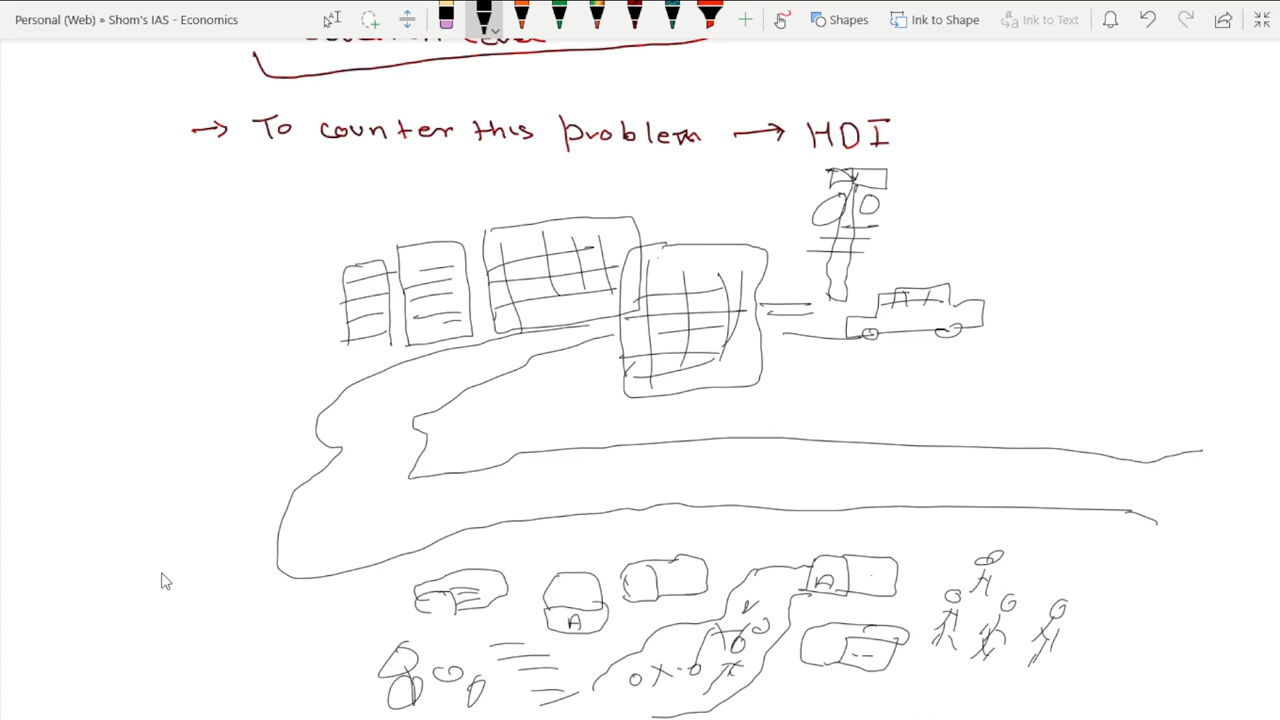 Personal (Web) » Shom's IAS - Economics
Shapes
Ink to Shape
Ink to Text
→ To counter this problem → HDI
A
A